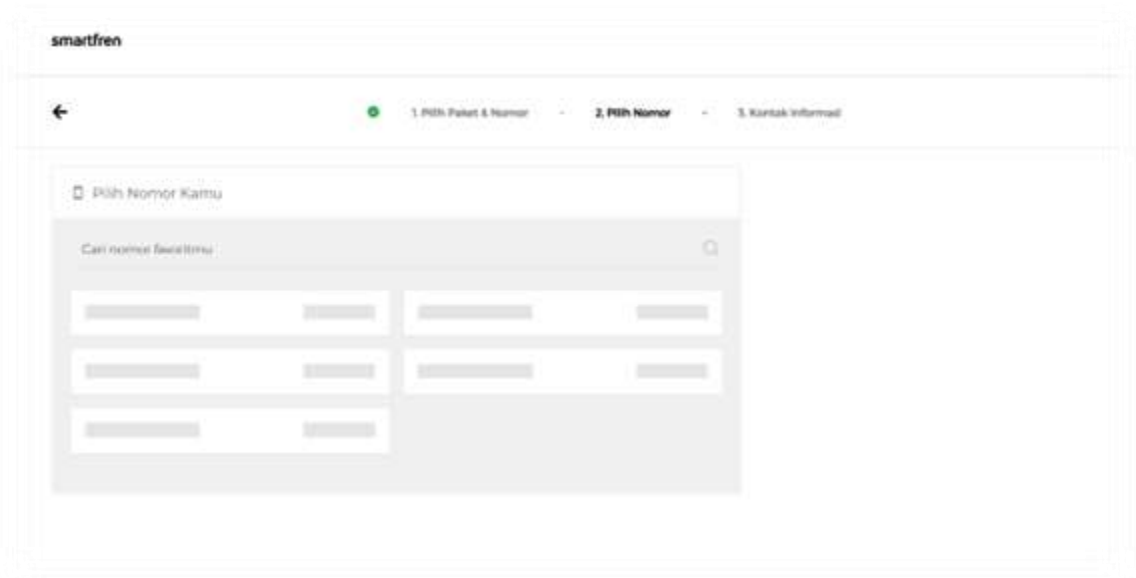 smartfren
1. Pilih Paket & Nomor - 2. Pilih Nomor - 3. Kontak Informasi
Pilih Nomor Kamu
Cari nomor favoritmu